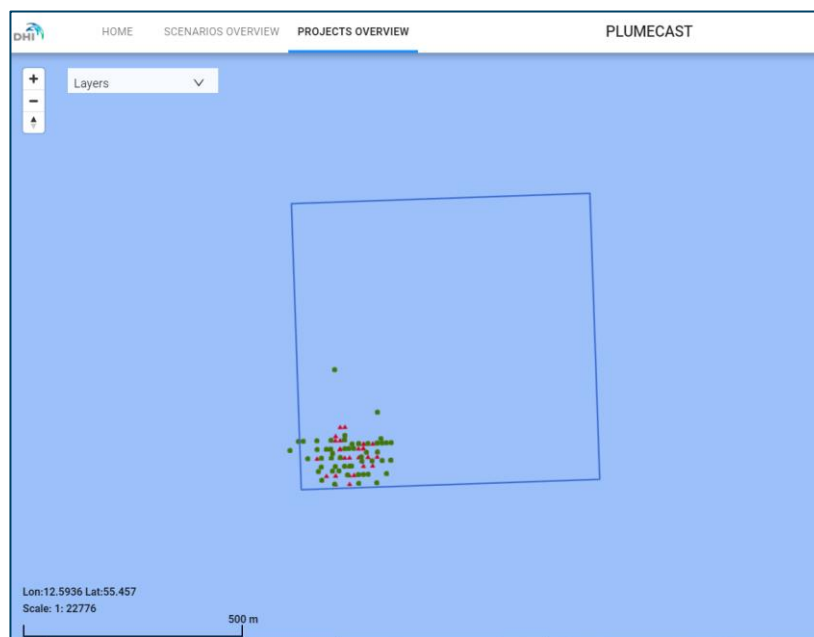 DHI
HOME SCENARIOS OVERVIEW PROJECTS OVERVIEW PLUMECAST
+
Layers
−
Lon:12.5936 Lat:55.457
Scale: 1: 22776
500 m